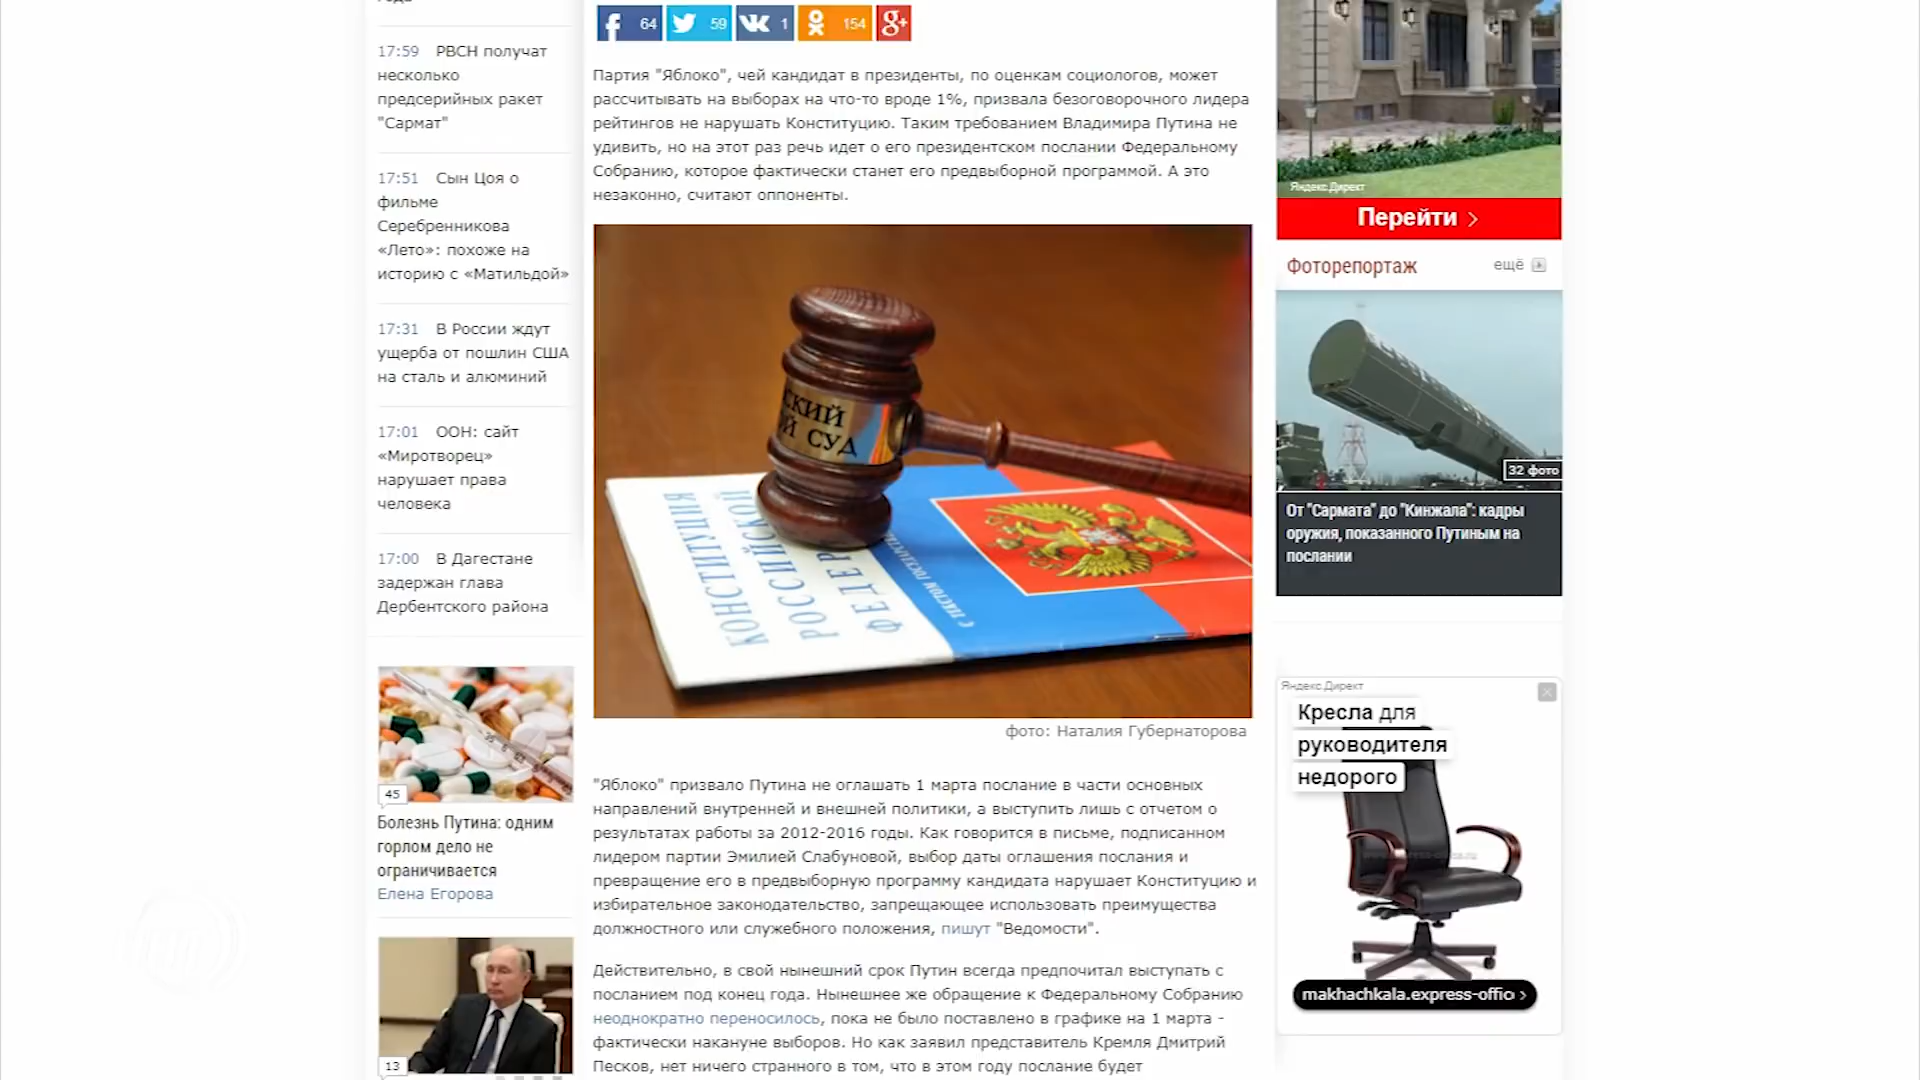 17:59 РВСН получат
несколько
предсерийных ракет
"Сармат"
17:51 Сын Цоя о
фильме
Серебренникова
«Лето»: похоже на
историю с «Матильдой»
17:31 В России ждут
ущерба от пошлин США
на сталь и алюминий
17:01 ООН: сайт
«Миротворец»
нарушает права
человека
17:00 В Дагестане
задержан глава
Дербентского района
45
Болезнь Путина: одним
горлом дело не
ограничивается
Елена Егорова
13
64 59 1 154 g+
Партия "Яблоко", чей кандидат в президенты, по оценкам социологов, может
рассчитывать на выборах на что-то вроде 1%, призвала безоговорочного лидера
рейтингов не нарушать Конституцию. Таким требованием Владимира Путина не
удивить, но на этот раз речь идет о его президентском послании Федеральному
Собранию, которое фактически станет его предвыборной программой. А это
незаконно, считают оппоненты.
СКИЙ
Й СУД
КОНСТИТУЦИЯ
РОССИЙСКОЙ
ФЕДЕР
фото: Наталия Губернаторова
"Яблоко" призвало Путина не оглашать 1 марта послание в части основных
направлений внутренней и внешней политики, а выступить лишь с отчетом о
результатах работы за 2012-2016 годы. Как говорится в письме, подписанном
лидером партии Эмилией Слабуновой, выбор даты оглашения послания и
превращение его в предвыборную программу кандидата нарушает Конституцию и
избирательное законодательство, запрещающее использовать преимущества
должностного или служебного положения, пишут "Ведомости".
Действительно, в свой нынешний срок Путин всегда предпочитал выступать с
посланием под конец года. Нынешнее же обращение к Федеральному Собранию
неоднократно переносилось, пока не было поставлено в графике на 1 марта -
фактически накануне выборов. Но как заявил представитель Кремля Дмитрий
Песков, нет ничего странного в том, что в этом году послание будет
Яндекс.Директ
Перейти
Фоторепортаж ещё
32 фото
От "Сармата" до "Кинжала": кадры
оружия, показанного Путиным на
послании
Яндекс.Директ
Кресла для
руководителя
недорого
makhachkala.express-offic